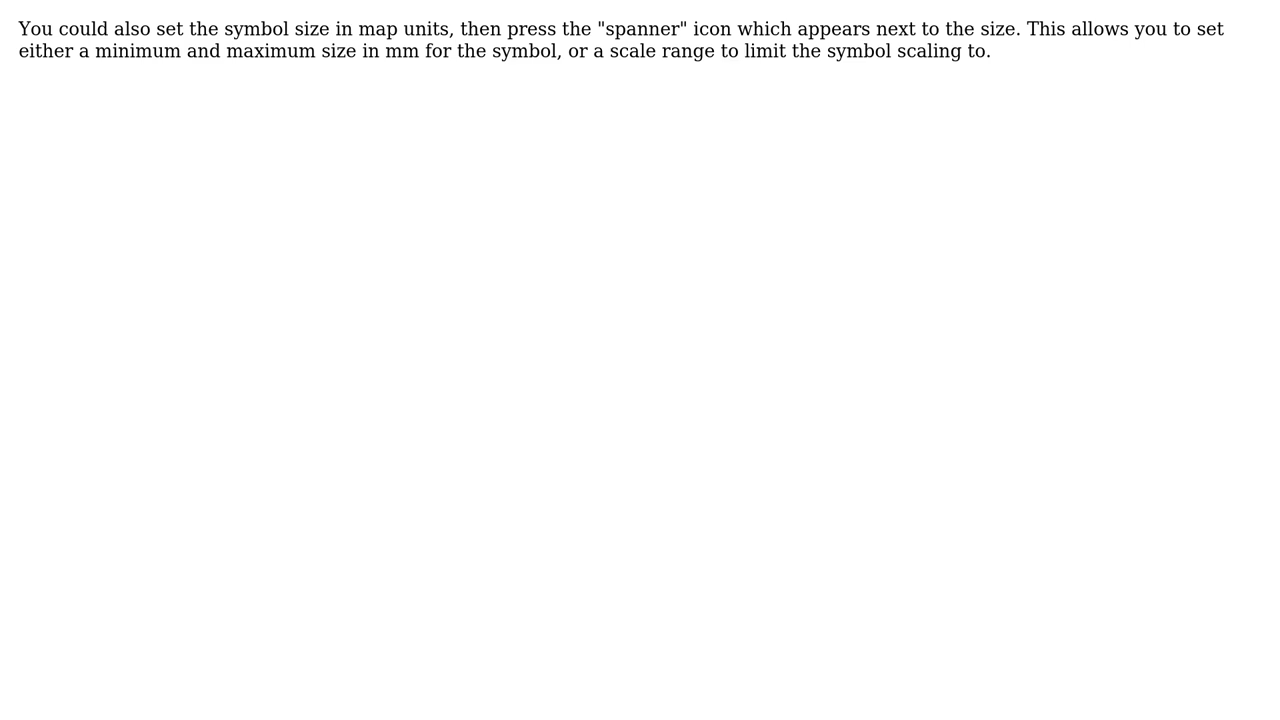 You could also set the symbol size in map units, then press the "spanner" icon which appears next to the size. This allows you to set
either a minimum and maximum size in mm for the symbol, or a scale range to limit the symbol scaling to.